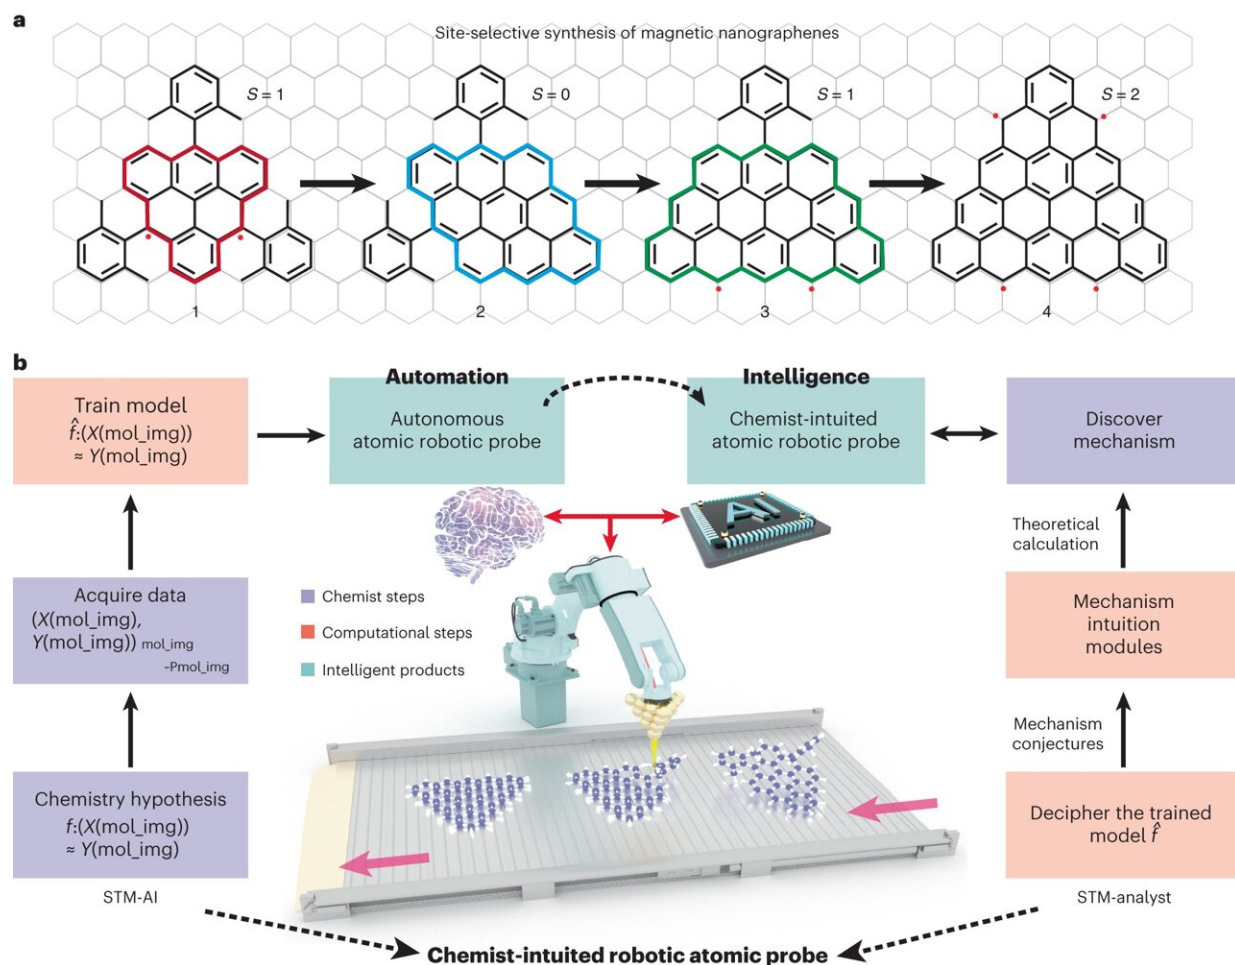 a
Site-selective synthesis of magnetic nanographenes
S = 1
S = 0
S = 1
S = 2
1
2
3
4
b
Automation
Intelligence
Train model
f̂:(X(mol_img))
≈ Y(mol_img)
Autonomous
atomic robotic probe
Chemist-intuited
atomic robotic probe
Discover
mechanism
AI
Theoretical
calculation
Acquire data
(X(mol_img),
Y(mol_img)) mol_img
~Pmol_img
Chemist steps
Computational steps
Intelligent products
Mechanism
intuition
modules
Mechanism
conjectures
Chemistry hypothesis
f:(X(mol_img))
≈ Y(mol_img)
Decipher the trained
model f̂
STM-AI
STM-analyst
Chemist-intuited robotic atomic probe